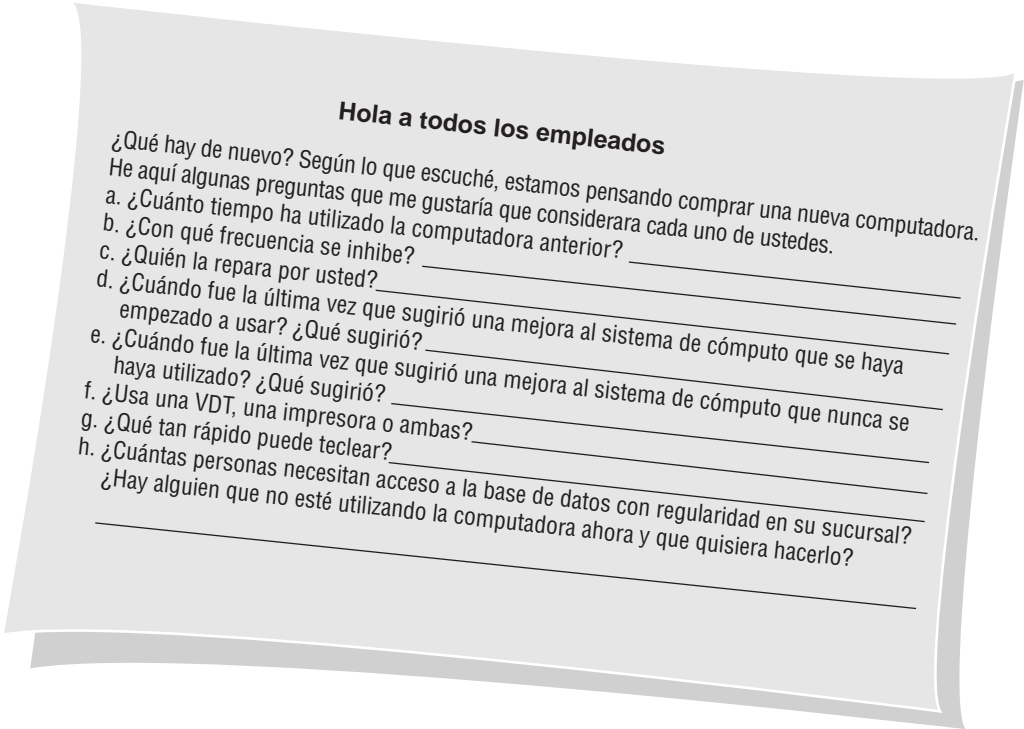 Hola a todos los empleados
¿Qué hay de nuevo? Según lo que escuché, estamos pensando comprar una nueva computadora.
He aquí algunas preguntas que me gustaría que considerara cada uno de ustedes.
a. ¿Cuánto tiempo ha utilizado la computadora anterior?
b. ¿Con qué frecuencia se inhibe?
c. ¿Quién la repara por usted?
d. ¿Cuándo fue la última vez que sugirió una mejora al sistema de cómputo que se haya
empezado a usar? ¿Qué sugirió?
e. ¿Cuándo fue la última vez que sugirió una mejora al sistema de cómputo que nunca se
haya utilizado? ¿Qué sugirió?
f. ¿Usa una VDT, una impresora o ambas?
g. ¿Qué tan rápido puede teclear?
h. ¿Cuántas personas necesitan acceso a la base de datos con regularidad en su sucursal?
¿Hay alguien que no esté utilizando la computadora ahora y que quisiera hacerlo?